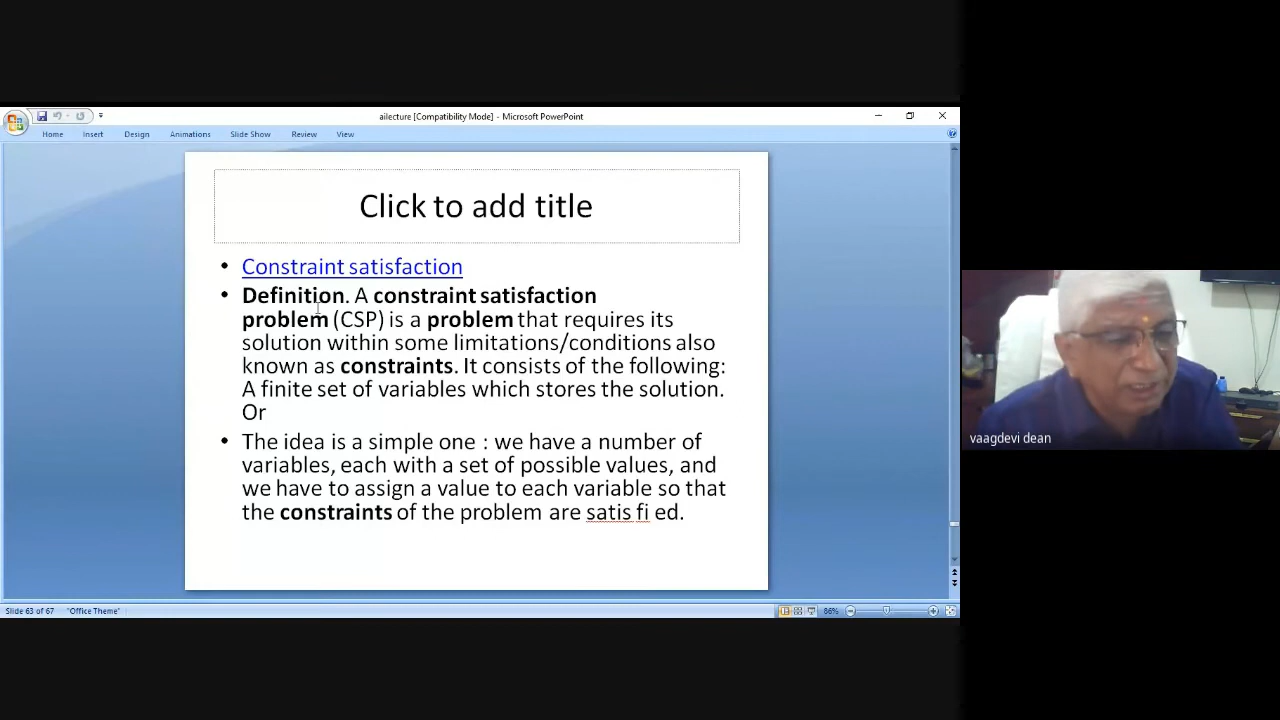 ailecture [Compatibility Mode] - Microsoft PowerPoint
Home Insert Design Animations Slide Show Review View
Click to add title
• Constraint satisfaction
• Definition. A constraint satisfaction
problem (CSP) is a problem that requires its
solution within some limitations/conditions also
known as constraints. It consists of the following:
A finite set of variables which stores the solution.
Or
• The idea is a simple one : we have a number of
variables, each with a set of possible values, and
we have to assign a value to each variable so that
the constraints of the problem are satis fi ed.
vaagdevi dean
Slide 63 of 67 "Office Theme" 86%